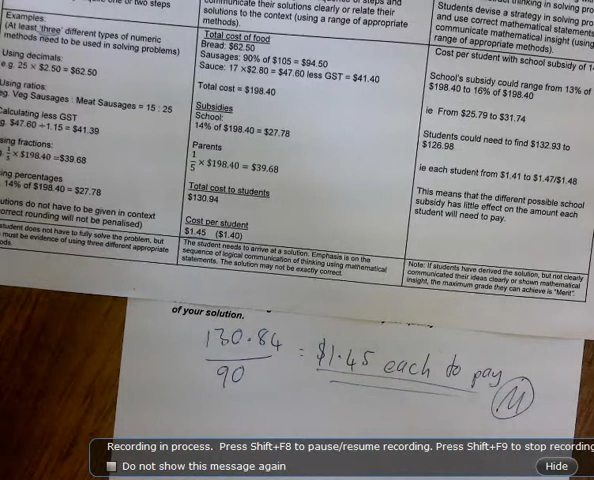 one or two steps
Examples:
(At least 'three' different types of numeric
methods need to be used in solving problems)
Using decimals:
e.g. 25 × $2.50 = $62.50
Using ratios:
eg. Veg Sausages : Meat Sausages = 15 : 25
Calculating less GST
g. $47.60 ÷1.15 = $41.39
sing fractions:
1/5 × $198.40 =$39.68
ing percentages
14% of $198.40 = $27.78
utions do not have to be given in context
orrect rounding will not be penalised)
student does not have to fully solve the problem, but
must be evidence of using three different appropriate
ods.
steps and
communicate their solutions clearly or relate their
solutions to the context (using a range of appropriate
methods).
Total cost of food
Bread: $62.50
Sausages: 90% of $105 = $94.50
Sauce: 17 ×$2.80 = $47.60 less GST = $41.40
Total cost = $198.40
Subsidies
School:
14% of $198.40 = $27.78
Parents
1/5 × $198.40 = $39.68
Total cost to students
$130.94
Cost per student
$1.45 ($1.40)
The student needs to arrive at a solution. Emphasis is on the
sequence of logical communication of thinking using mathematical
statements. The solution may not be exactly correct.
thinking in solving pro
Students devise a strategy in solving pro
and use correct mathematical statements
communicate mathematical insight (using
range of appropriate methods).
Cost per student with school subsidy of 1-
School's subsidy could range from 13% of
$198.40 to 16% of $198.40
ie From $25.79 to $31.74
Students could need to find $132.93 to
$126.98
ie each student from $1.41 to $1.47/$1.48
This means that the different possible school
subsidy has little effect on the amount each
student will need to pay.
Note: If students have derived the solution, but not clearly
communicated their ideas clearly or shown mathematical
insight, the maximum grade they can achieve is "Merit".
of your solution.
130.84
90
= $1.45 each to pay
M
Recording in process. Press Shift+F8 to pause/resume recording. Press Shift+F9 to stop recording
Do not show this message again
Hide